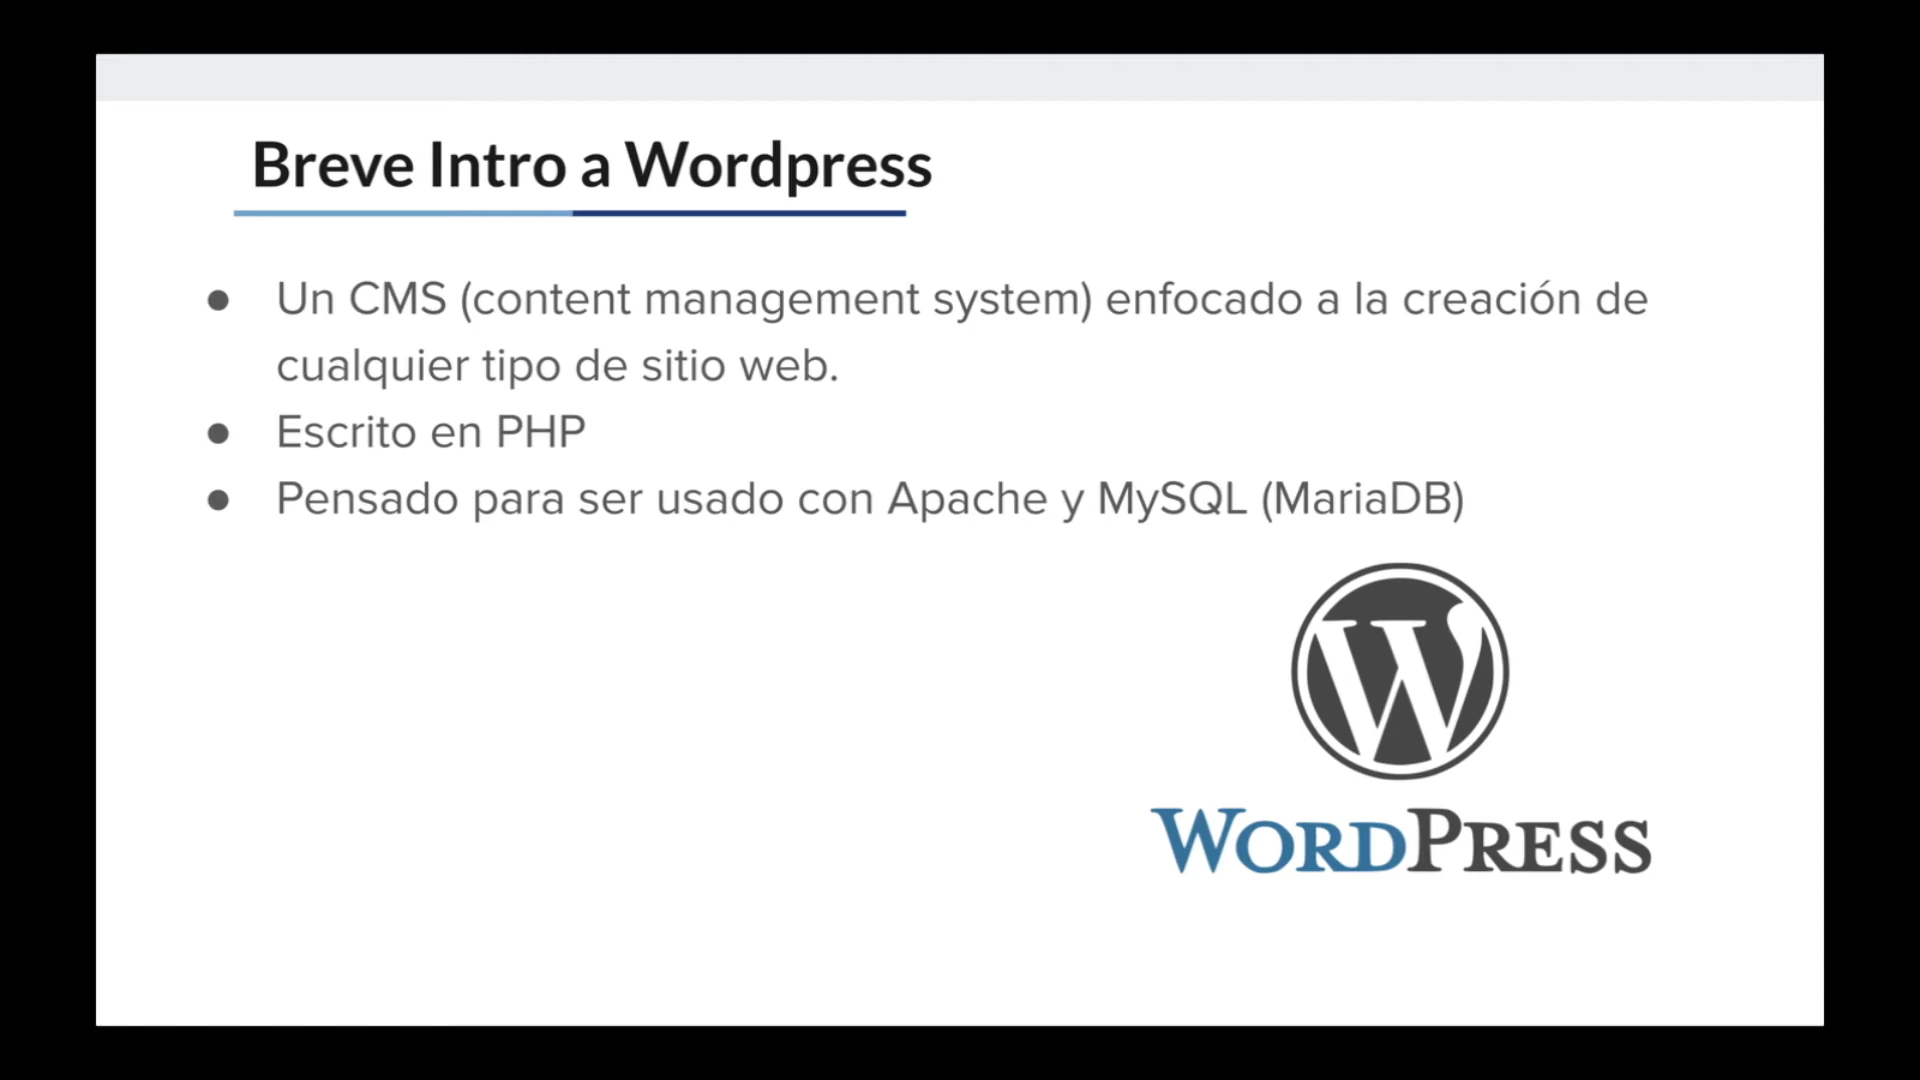 Breve Intro a Wordpress
● Un CMS (content management system) enfocado a la creación de
cualquier tipo de sitio web.
● Escrito en PHP
● Pensado para ser usado con Apache y MySQL (MariaDB)
W
WORDPRESS